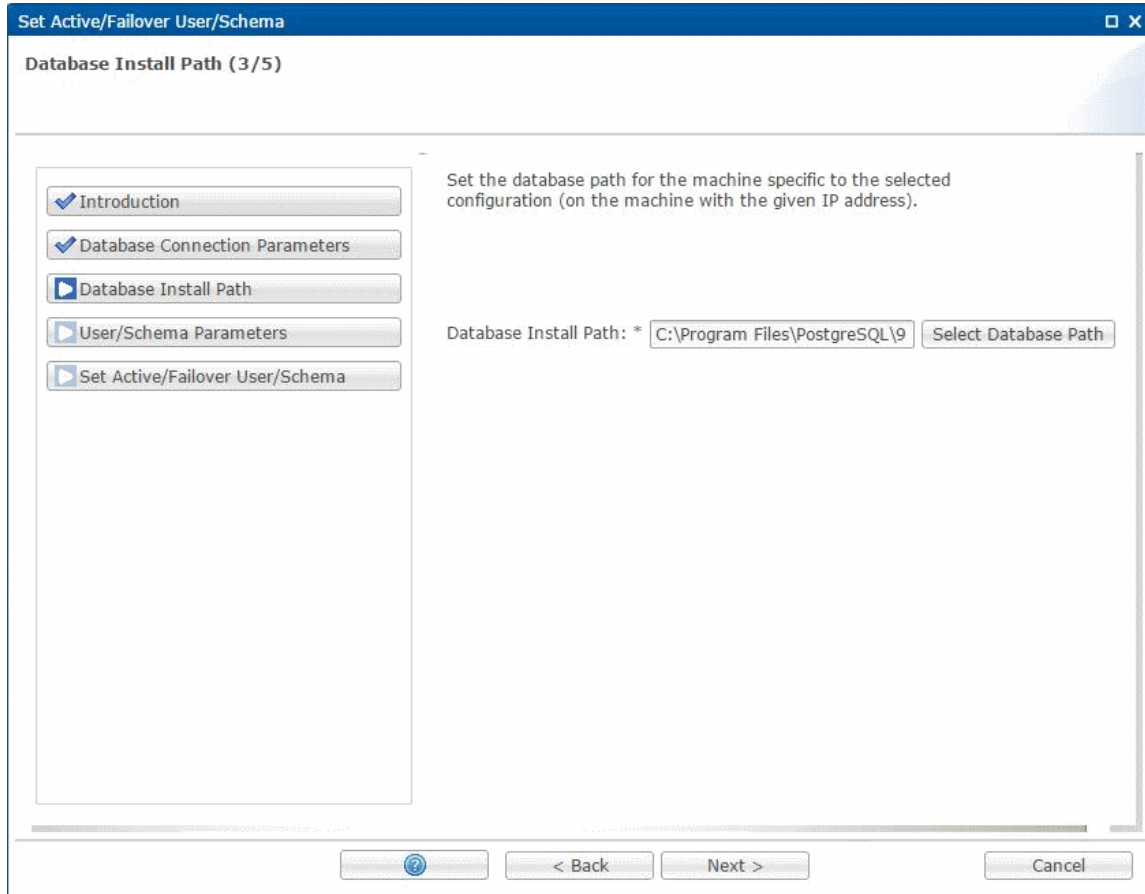 Set Active/Failover User/Schema
Database Install Path (3/5)
Introduction
Database Connection Parameters
Database Install Path
User/Schema Parameters
Set Active/Failover User/Schema
Set the database path for the machine specific to the selected
configuration (on the machine with the given IP address).
Database Install Path: * C:\Program Files\PostgreSQL\9 Select Database Path
? < Back Next > Cancel